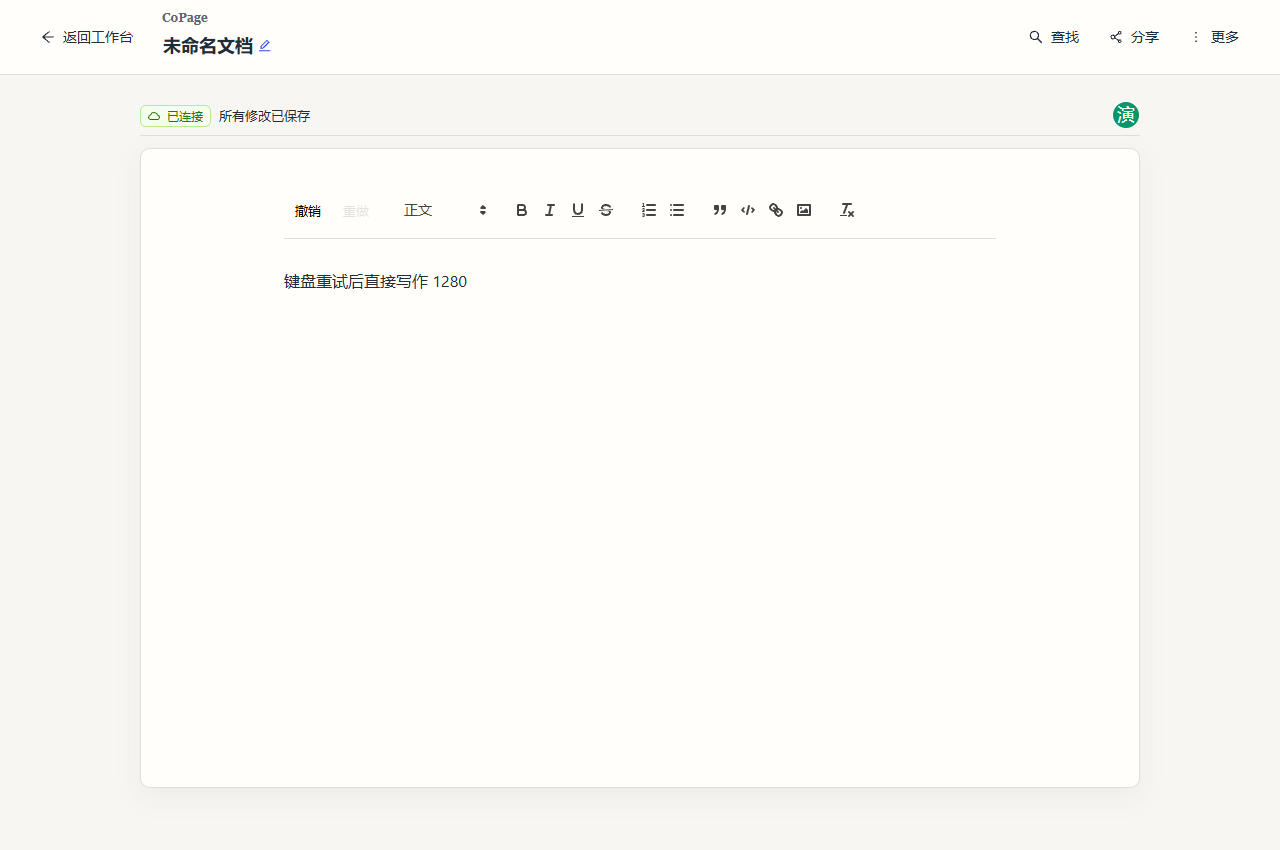 CoPage
返回工作台
未命名文档
查找
分享
更多
已连接 所有修改已保存
演
撤销 重做 正文
键盘重试后直接写作 1280